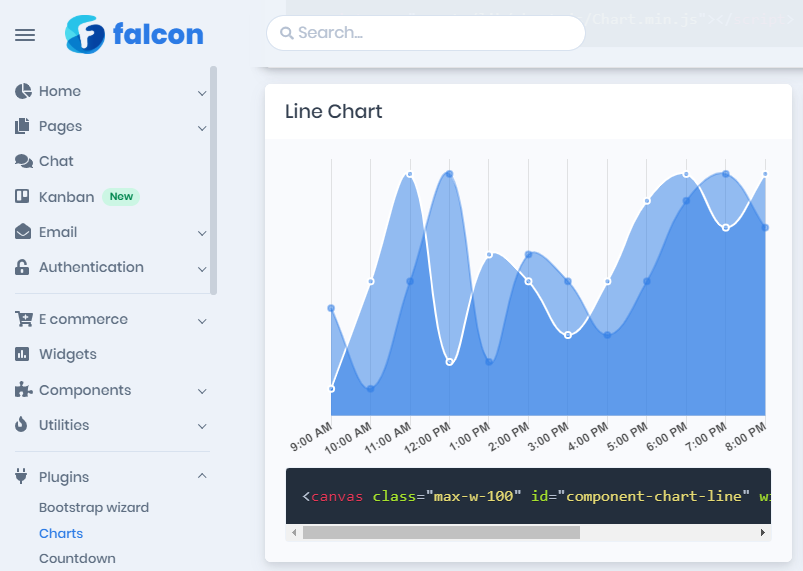 /Chart.min.js"></
falcon
Search...
Home
Pages
Chat
Kanban New
Email
Authentication
E commerce
Widgets
Components
Utilities
Plugins
Bootstrap wizard
Charts
Countdown
Line Chart
9:00 AM
10:00 AM
11:00 AM
12:00 PM
1:00 PM
2:00 PM
3:00 PM
4:00 PM
5:00 PM
6:00 PM
7:00 PM
8:00 PM
<canvas class="max-w-100" id="component-chart-line" wi